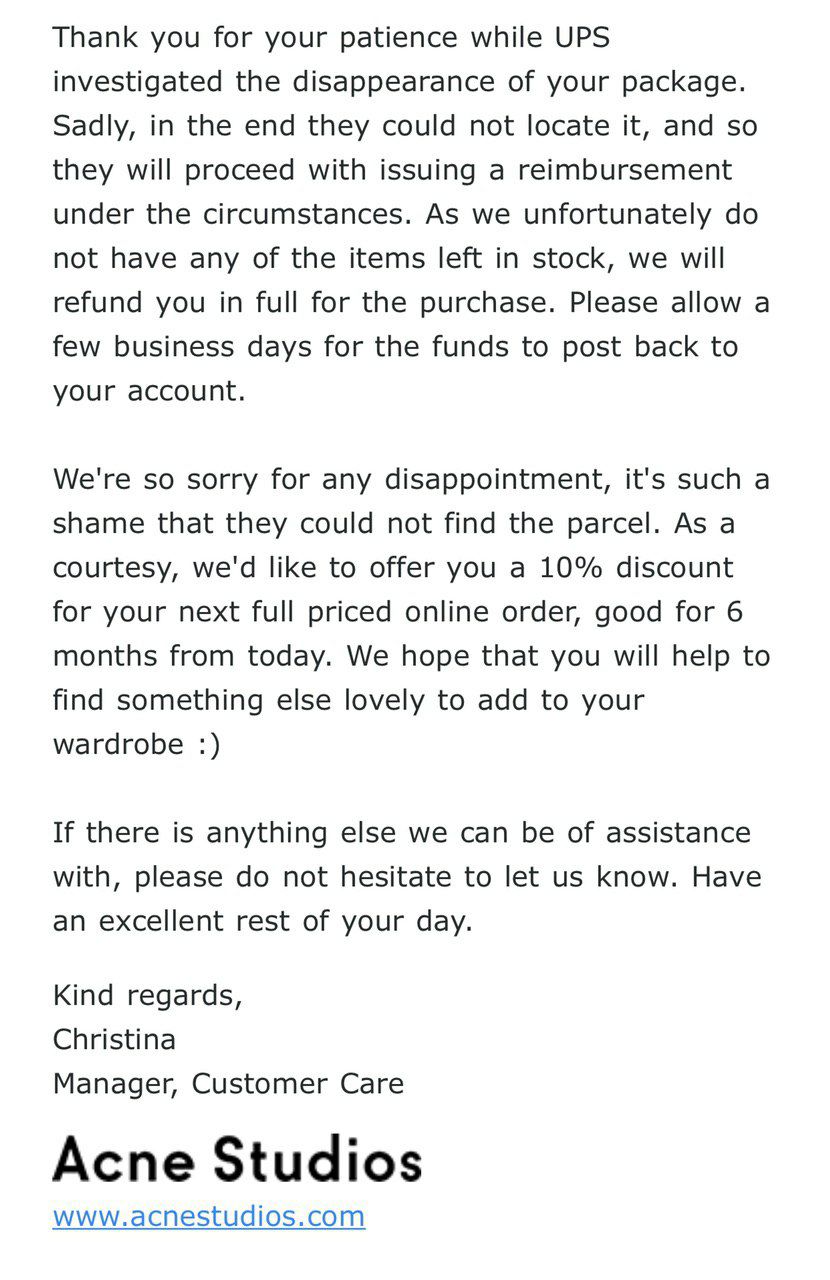 Thank you for your patience while UPS
investigated the disappearance of your package.
Sadly, in the end they could not locate it, and so
they will proceed with issuing a reimbursement
under the circumstances. As we unfortunately do
not have any of the items left in stock, we will
refund you in full for the purchase. Please allow a
few business days for the funds to post back to
your account.
We're so sorry for any disappointment, it's such a
shame that they could not find the parcel. As a
courtesy, we'd like to offer you a 10% discount
for your next full priced online order, good for 6
months from today. We hope that you will help to
find something else lovely to add to your
wardrobe :)
If there is anything else we can be of assistance
with, please do not hesitate to let us know. Have
an excellent rest of your day.
Kind regards,
Christina
Manager, Customer Care
Acne Studios
www.acnestudios.com